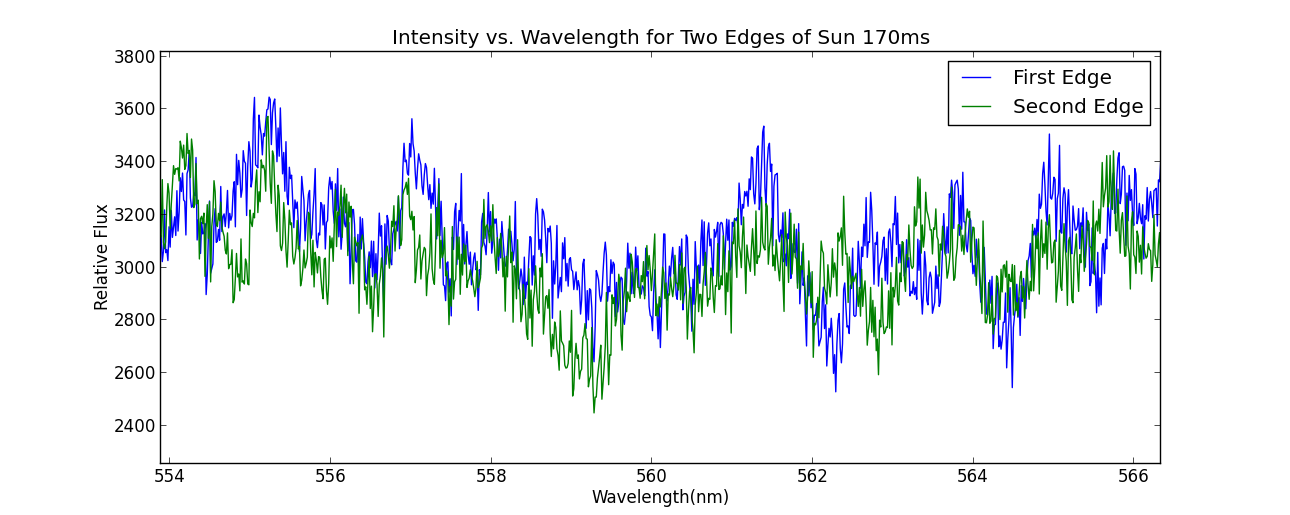 Intensity vs. Wavelength for Two Edges of Sun 170ms
First Edge
Second Edge
3800
3600
3400
3200
3000
2800
2600
2400
Relative Flux
554 556 558 560 562 564 566
Wavelength(nm)